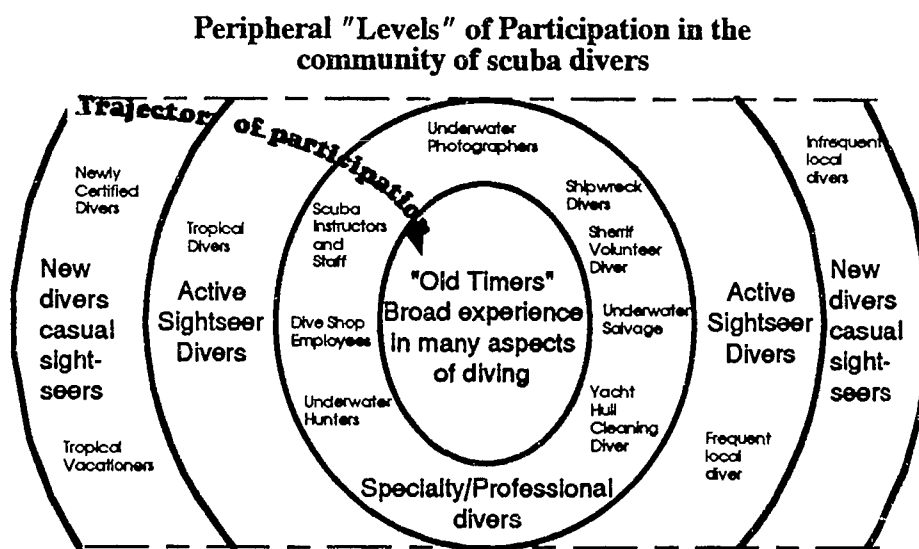 Peripheral "Levels" of Participation in the
community of scuba divers
Trajectory of participation
Newly
Certified
Divers
New
divers
casual
sight-
seers
Tropical
Vacationers
Tropical
Divers
Active
Sightseer
Divers
Scuba
Instructors
and
Staff
Dive Shop
Employees
Underwater
Hunters
Underwater
Photographers
"Old Timers"
Broad experience
in many aspects
of diving
Specialty/Professional
divers
Shipwreck
Divers
Sherrif
Volunteer
Diver
Underwater
Salvage
Yacht
Hull
Cleaning
Diver
Active
Sightseer
Divers
Frequent
local
diver
Infrequent
local
divers
New
divers
casual
sight-
seers